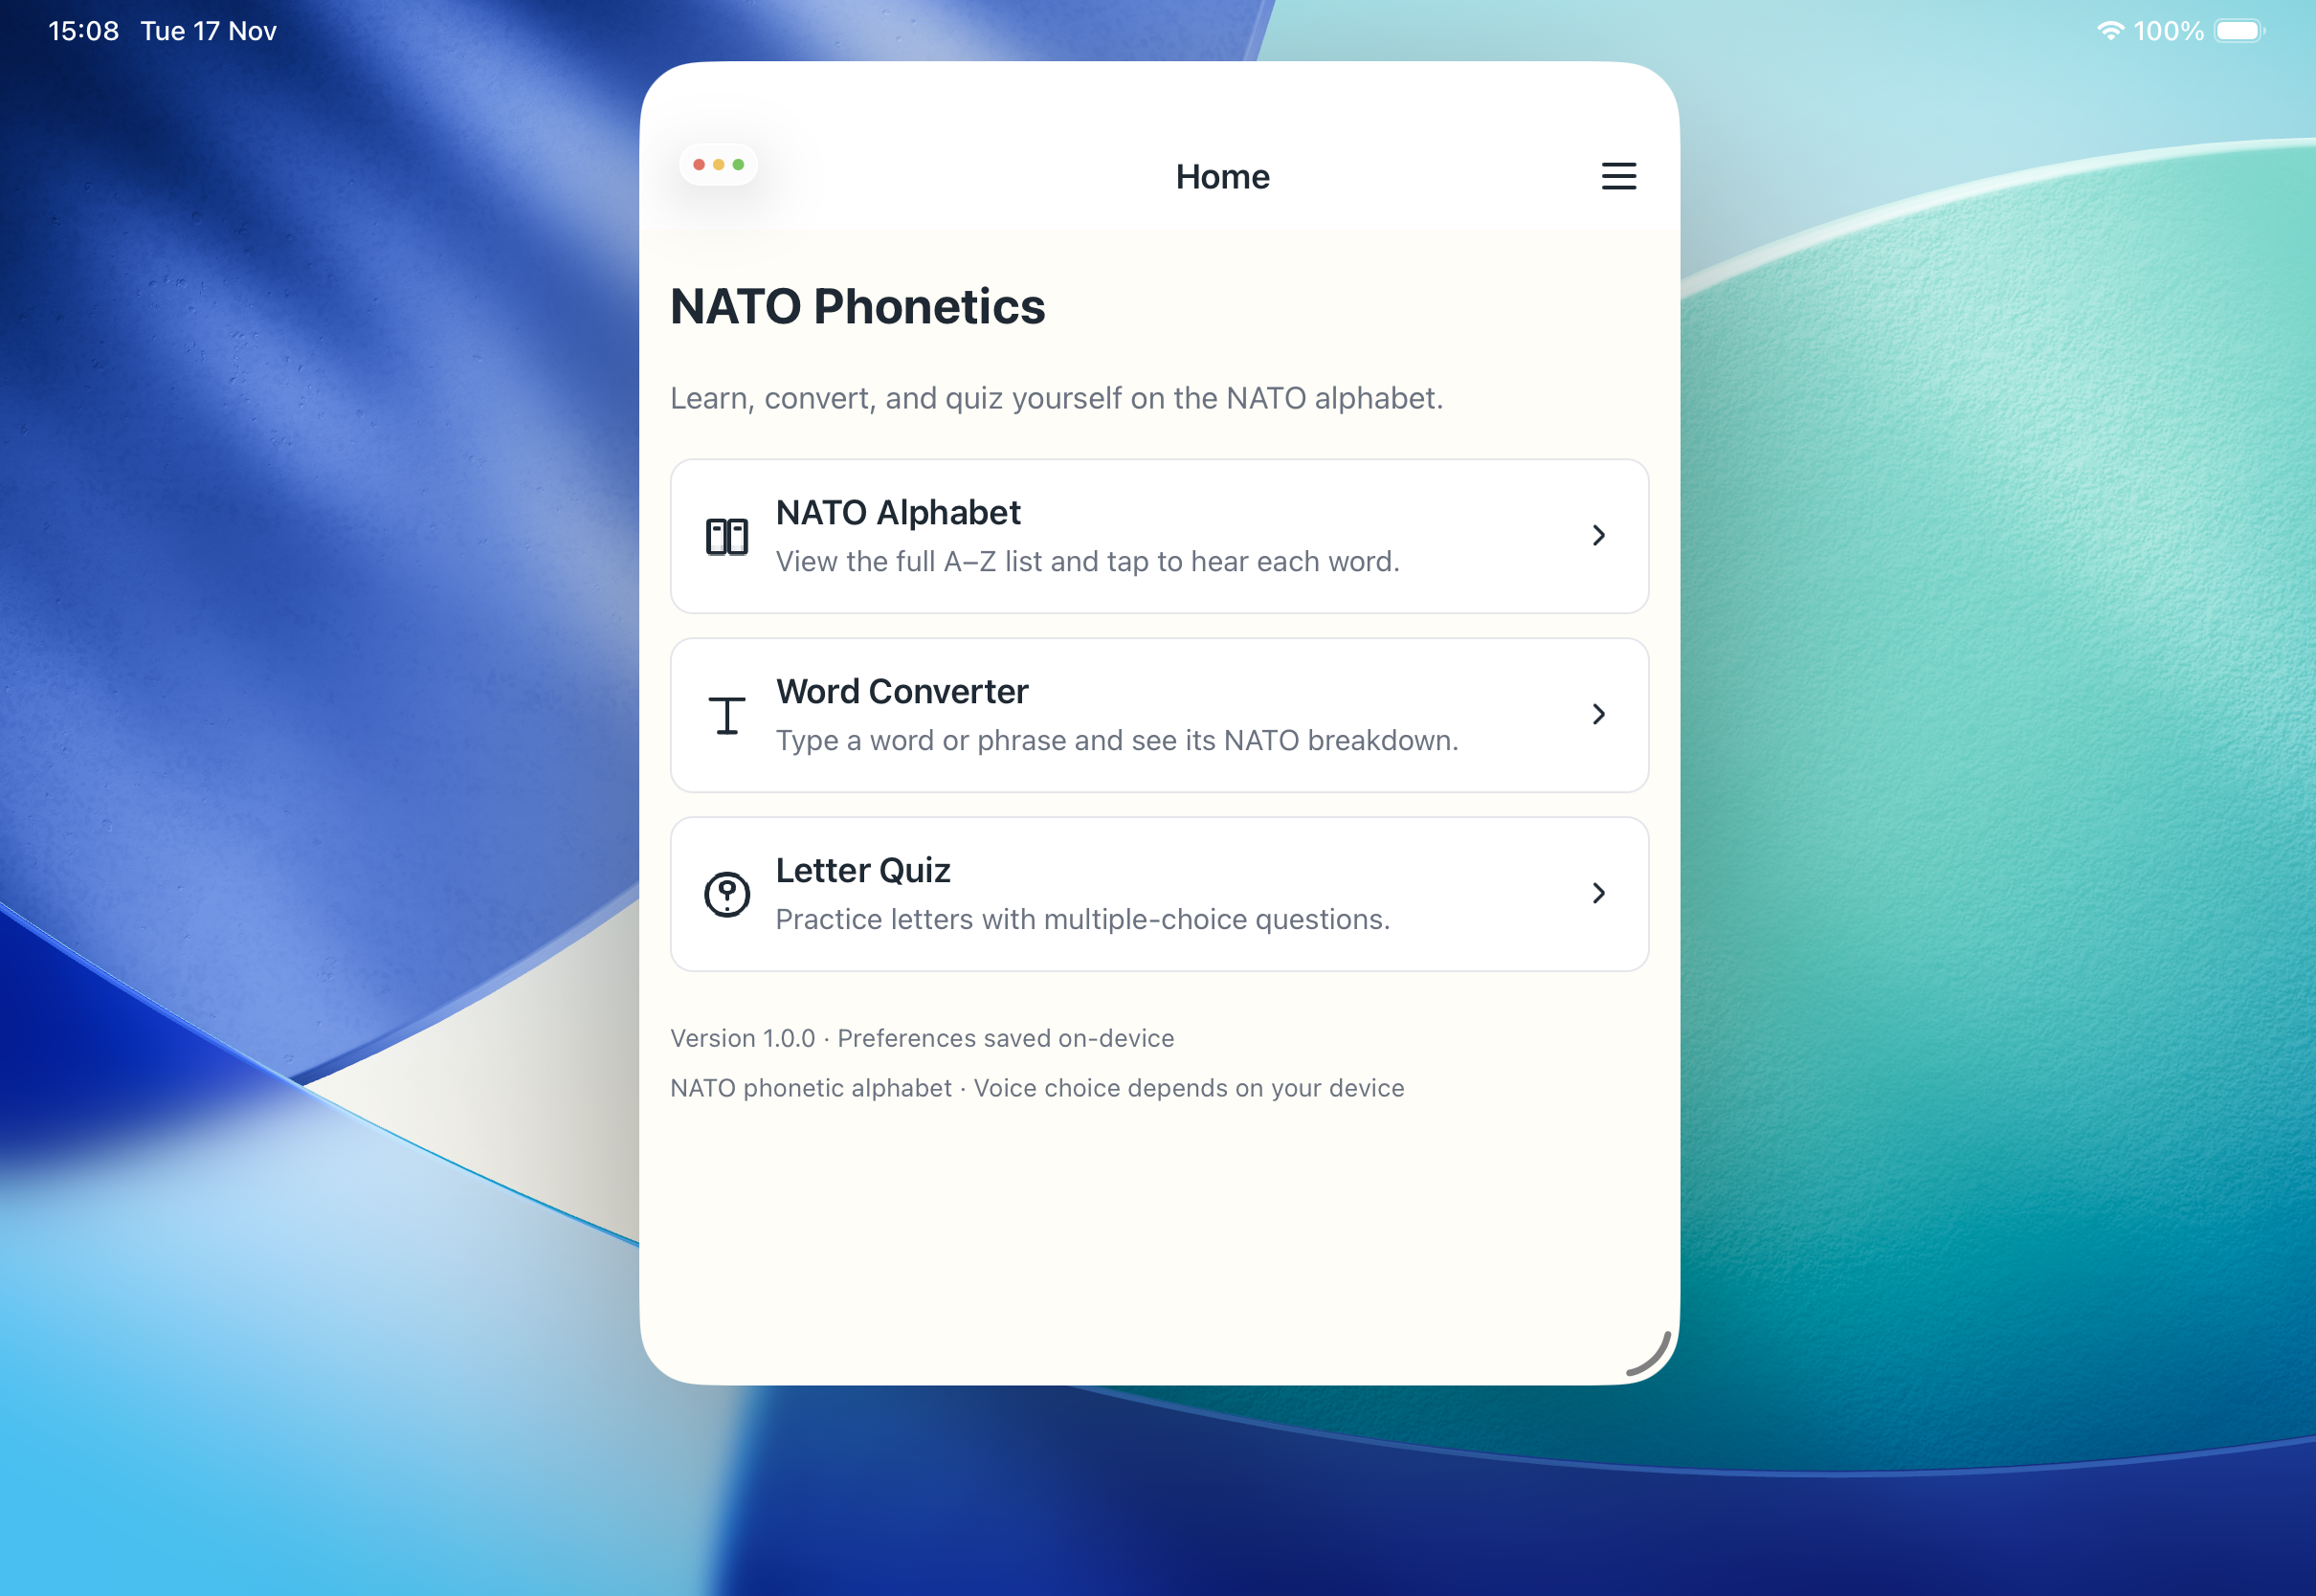 15:08 Tue 17 Nov 100%
Home
NATO Phonetics
Learn, convert, and quiz yourself on the NATO alphabet.
NATO Alphabet
View the full A–Z list and tap to hear each word.
Word Converter
Type a word or phrase and see its NATO breakdown.
Letter Quiz
Practice letters with multiple-choice questions.
Version 1.0.0 · Preferences saved on-device
NATO phonetic alphabet · Voice choice depends on your device